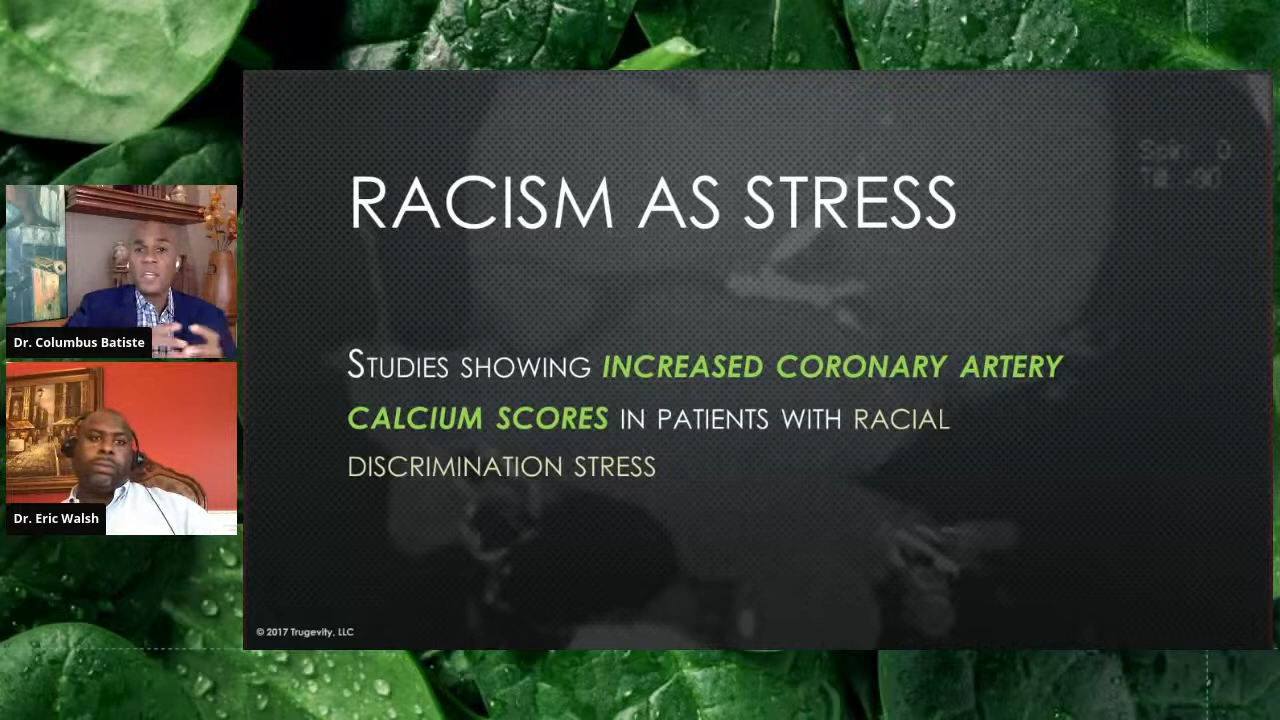 RACISM AS STRESS
STUDIES SHOWING INCREASED CORONARY ARTERY
CALCIUM SCORES IN PATIENTS WITH RACIAL
DISCRIMINATION STRESS
© 2017 Trugevity, LLC
Dr. Columbus Batiste
Dr. Eric Walsh